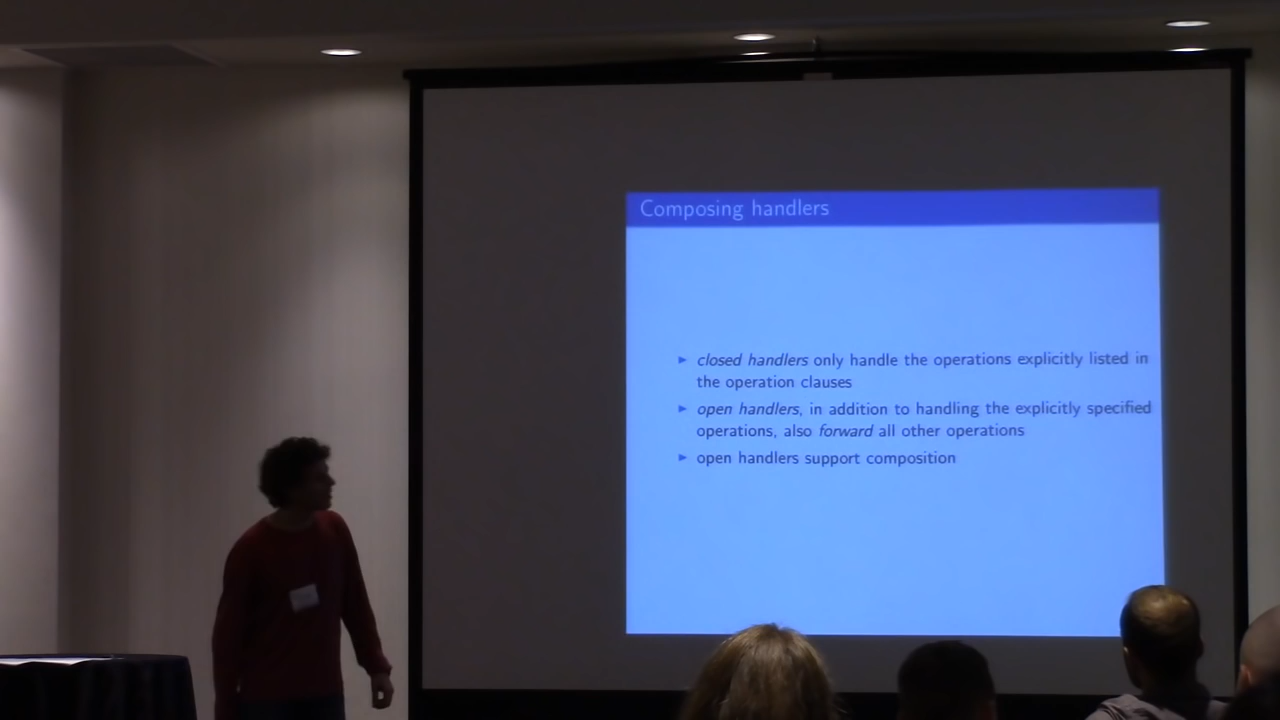 Composing handlers
► closed handlers only handle the operations explicitly listed in
the operation clauses
► open handlers, in addition to handling the explicitly specified
operations, also forward all other operations
► open handlers support composition